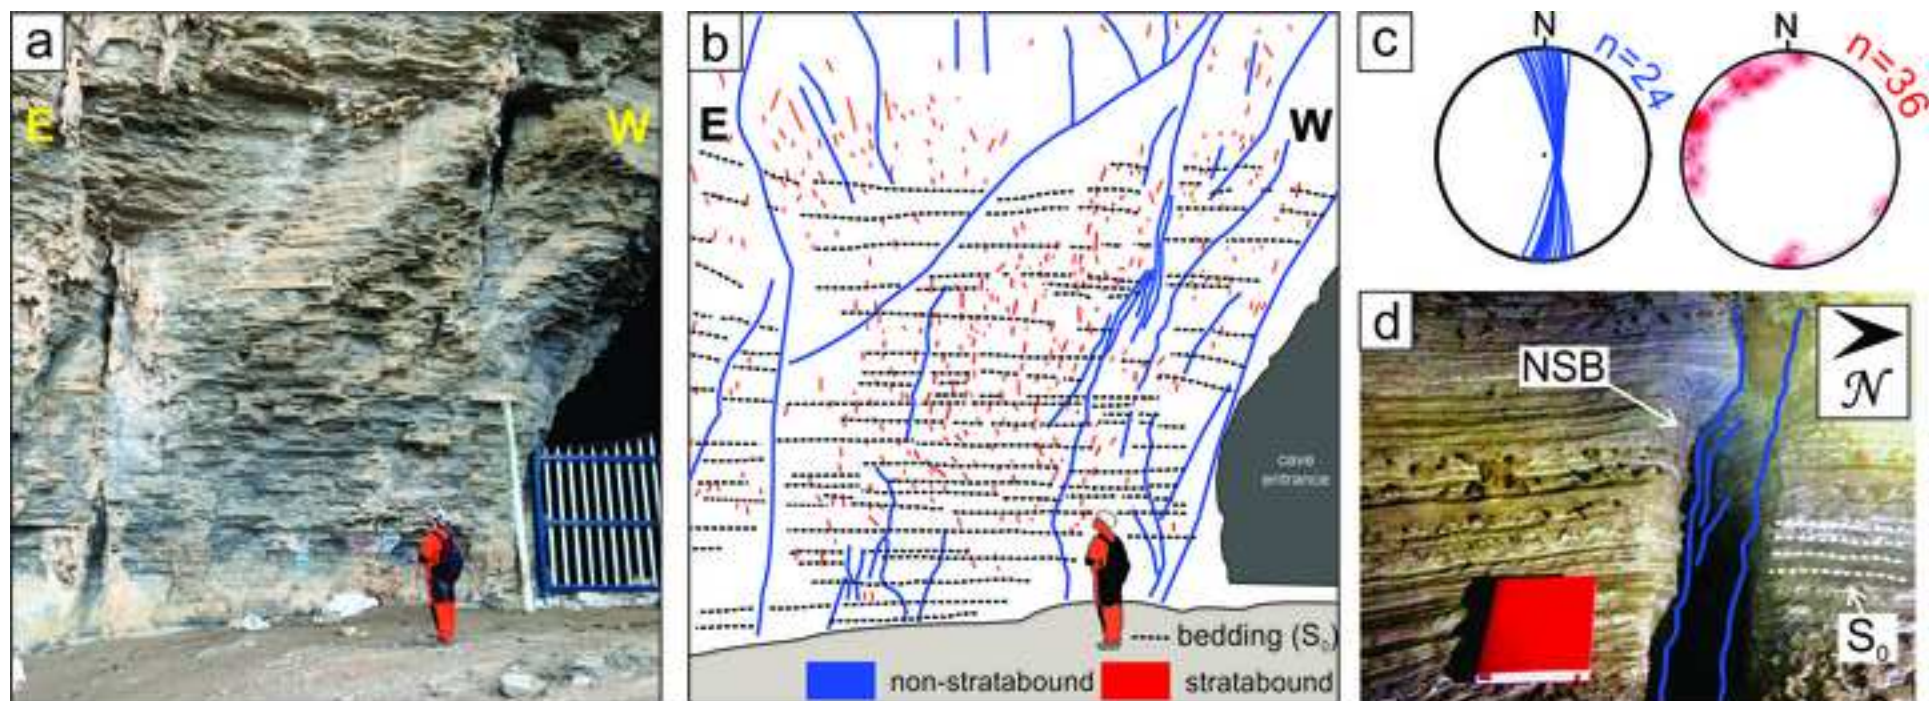 a
E
W
b
E
W
cave
entrance
bedding (S₀)
non-stratabound
stratabound
c
N
n=24
N
n=36
d
NSB
N
S₀